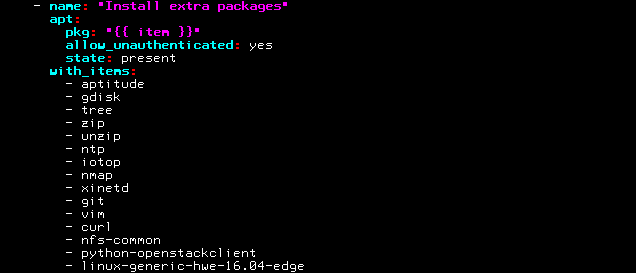 - name: "Install extra packages"
apt:
pkg: "{{ item }}"
allow_unauthenticated: yes
state: present
with_items:
- aptitude
- gdisk
- tree
- zip
- unzip
- ntp
- iotop
- nmap
- xinetd
- git
- vim
- curl
- nfs-common
- python-openstackclient
- linux-generic-hwe-16.04-edge